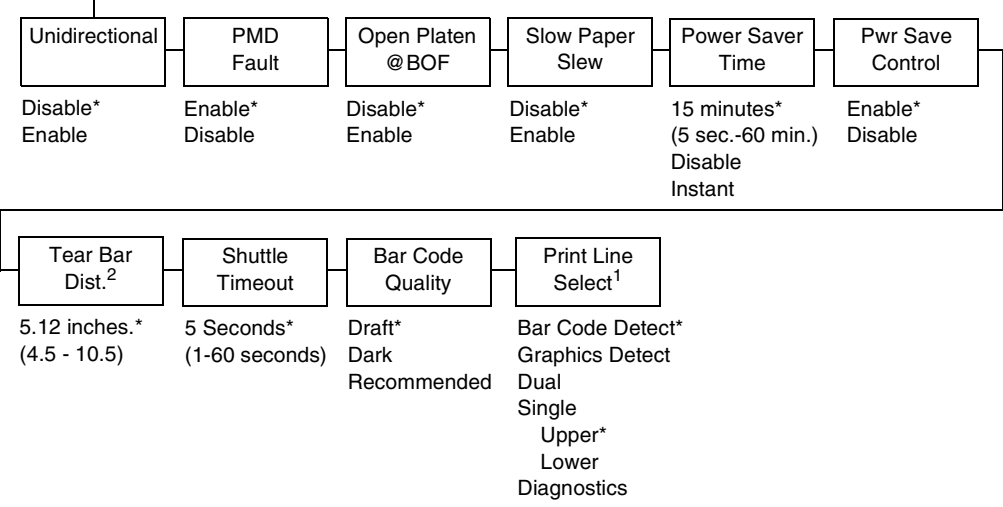 Unidirectional
Disable*
Enable
PMD
Fault
Enable*
Disable
Open Platen
@BOF
Disable*
Enable
Slow Paper
Slew
Disable*
Enable
Power Saver
Time
15 minutes*
(5 sec.-60 min.)
Disable
Instant
Pwr Save
Control
Enable*
Disable
Tear Bar
Dist.2
5.12 inches.*
(4.5 - 10.5)
Shuttle
Timeout
5 Seconds*
(1-60 seconds)
Bar Code
Quality
Draft*
Dark
Recommended
Print Line
Select1
Bar Code Detect*
Graphics Detect
Dual
Single
Upper*
Lower
Diagnostics